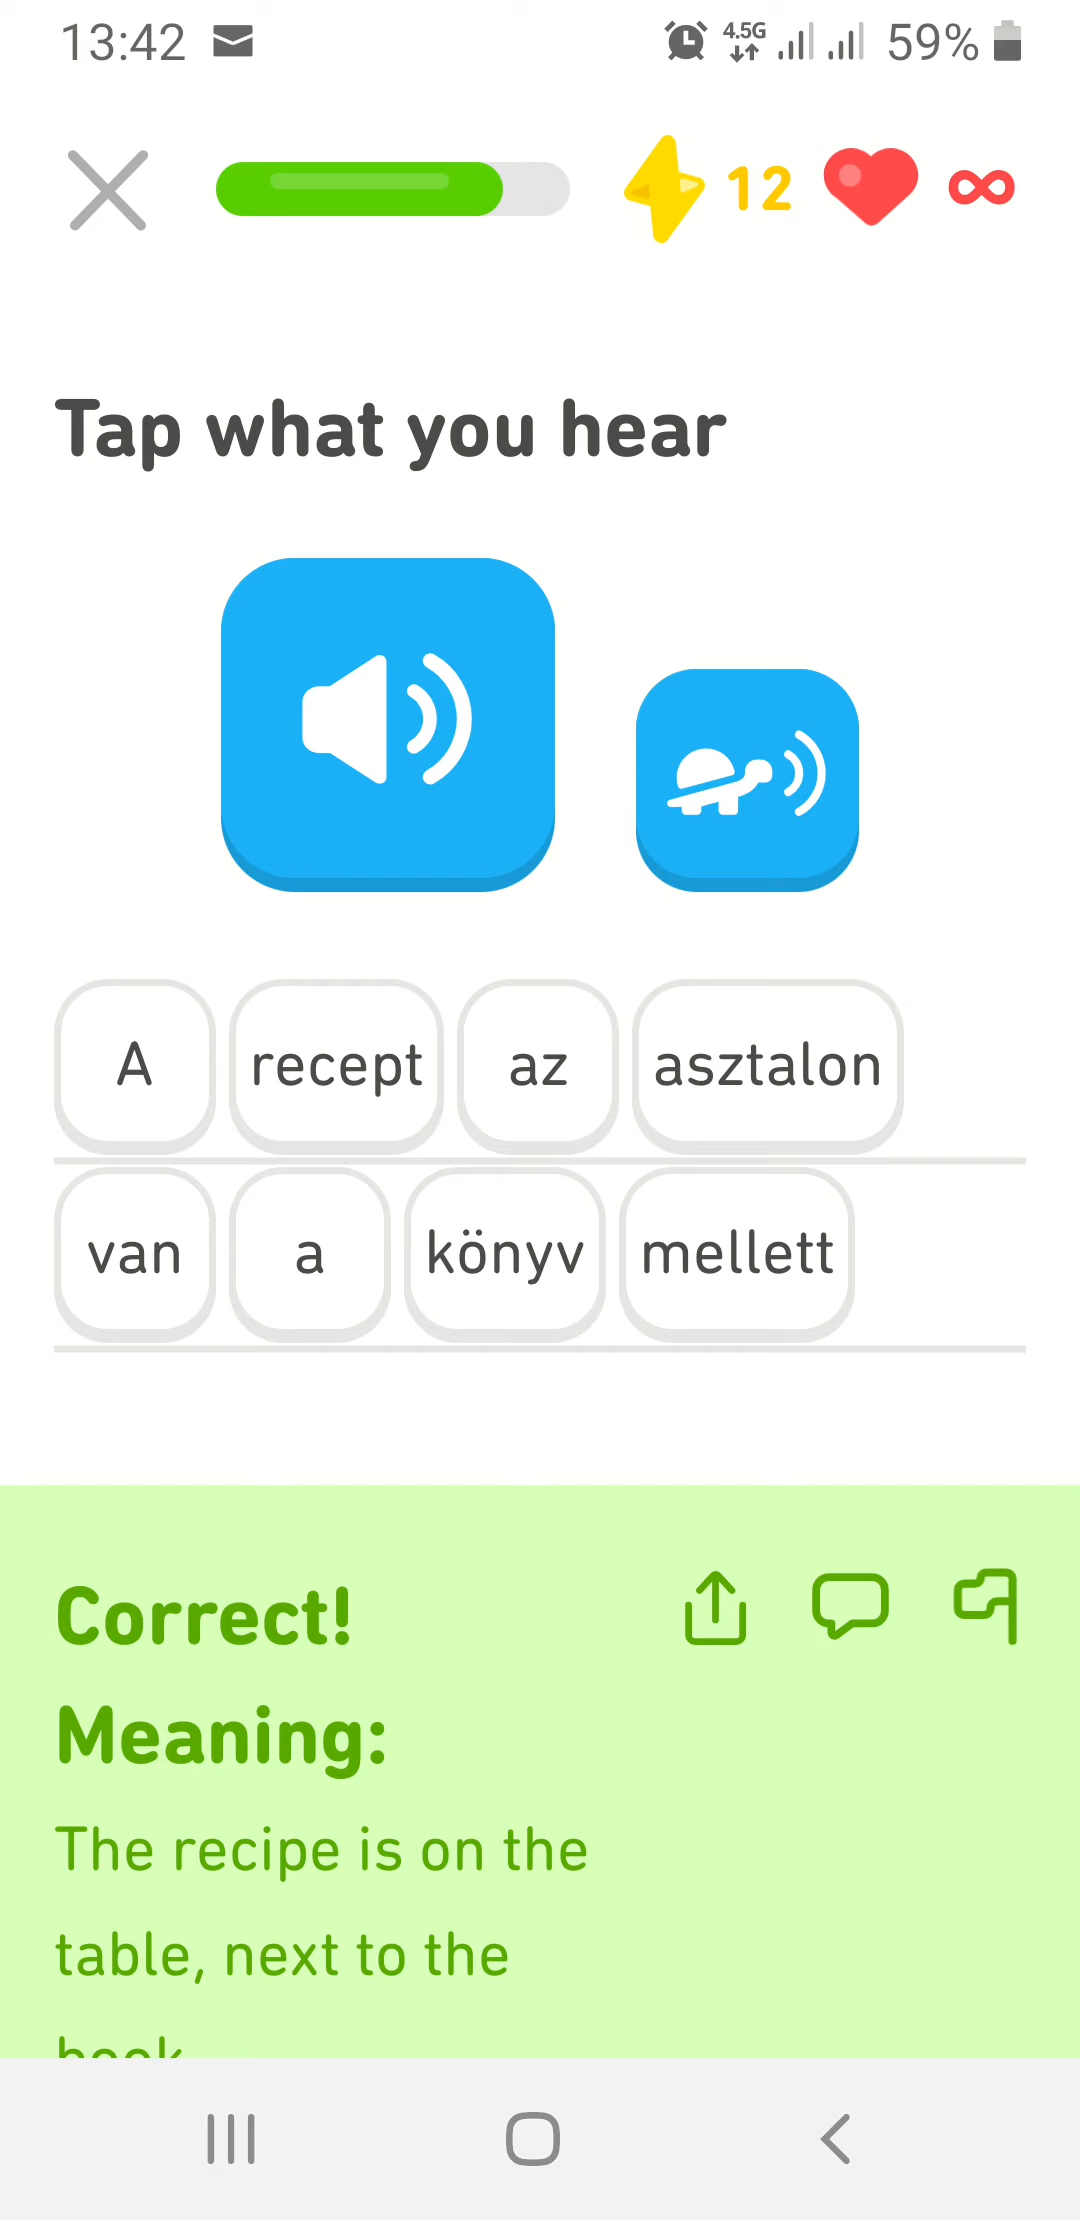 13:42 4.5G 59%
12
Tap what you hear
A recept az asztalon
van a könyv mellett
Correct!
Meaning:
The recipe is on the
table, next to the
book